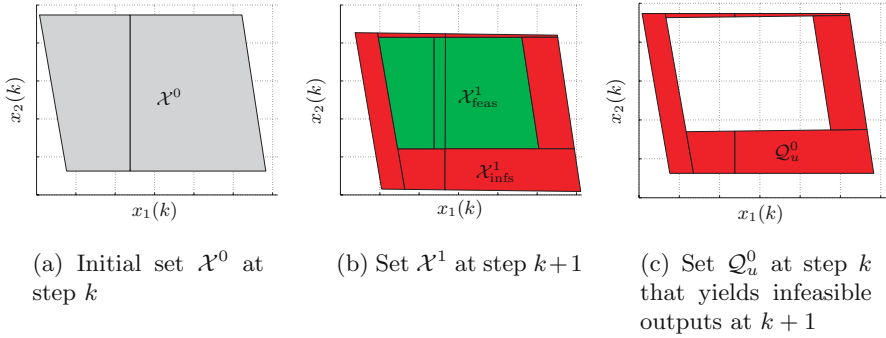 x₂(k)
𝒳⁰
x₁(k)
(a) Initial set 𝒳⁰ at
step k
x₂(k)
𝒳¹feas
𝒳¹infs
x₁(k)
(b) Set 𝒳¹ at step k+1
x₂(k)
𝒬⁰ᵤ
x₁(k)
(c) Set 𝒬⁰ᵤ at step k
that yields infeasible
outputs at k + 1